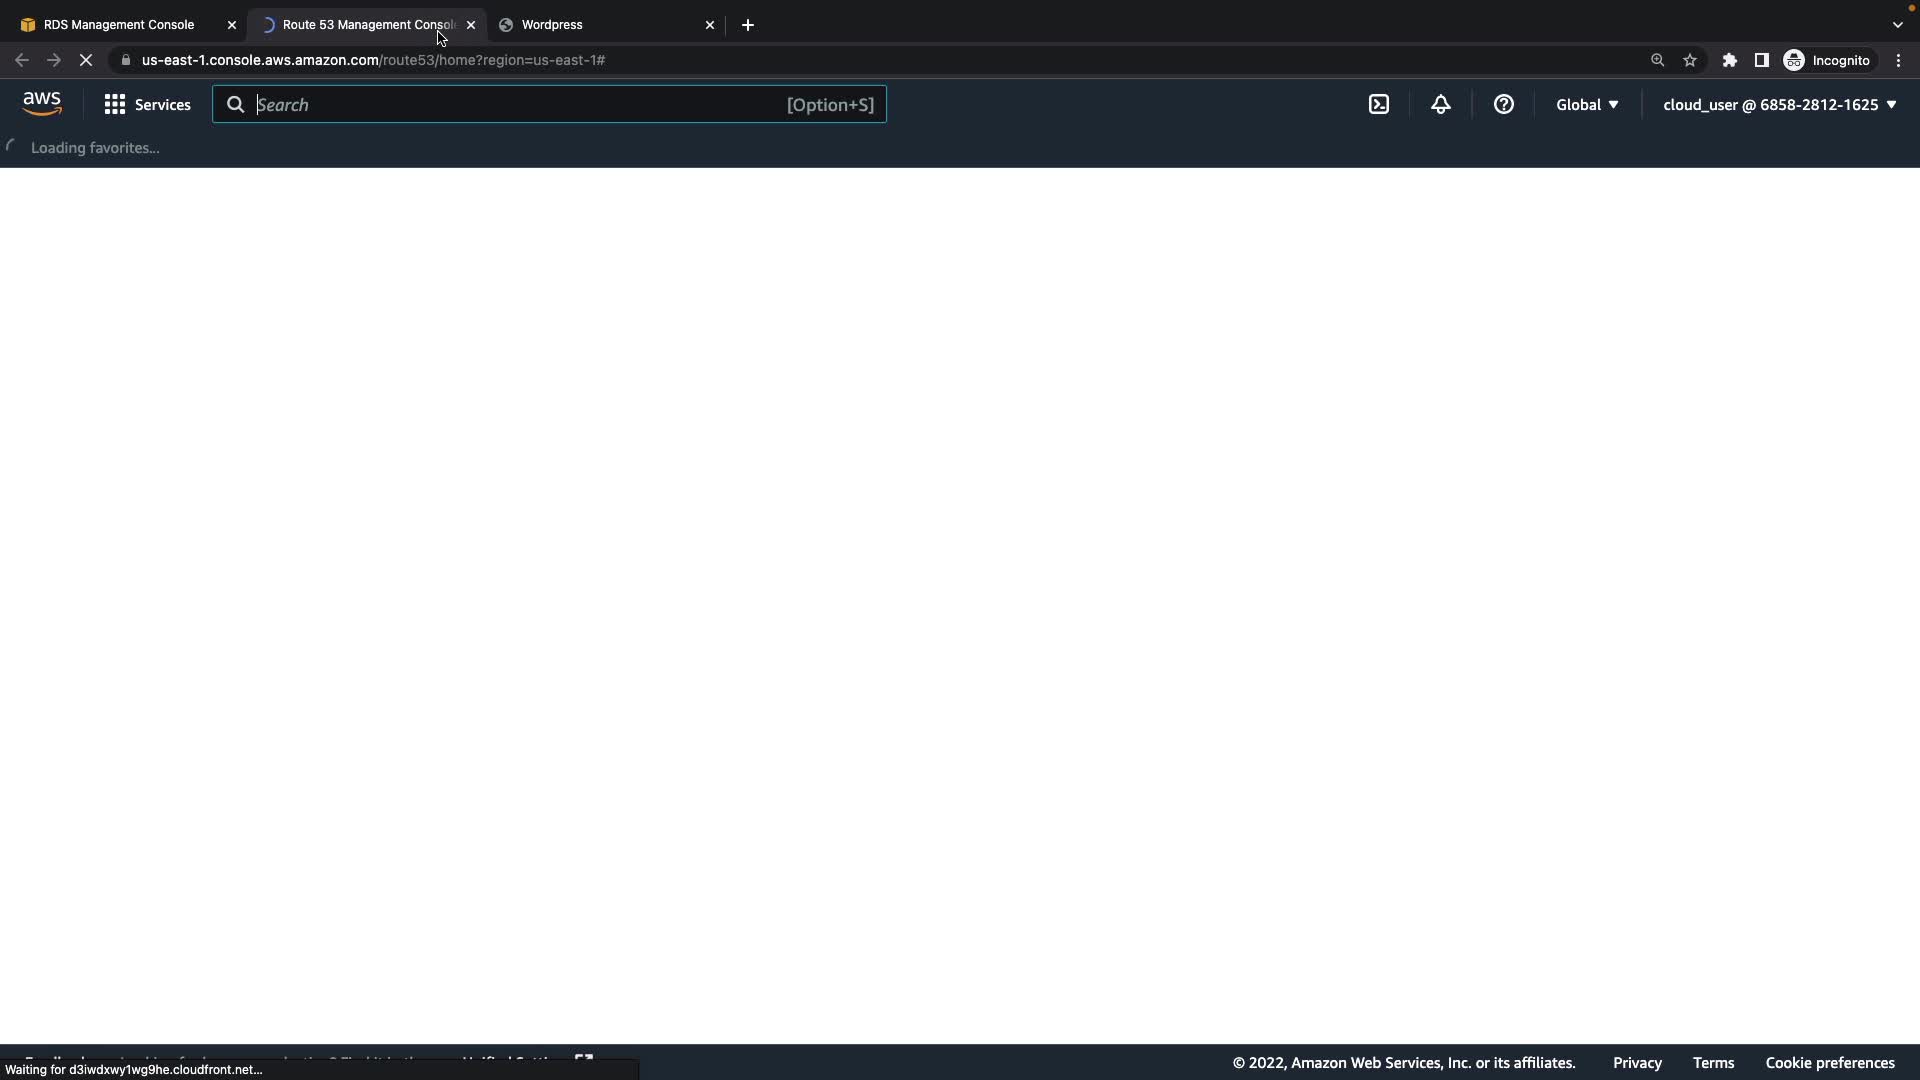 RDS Management Console
Route 53 Management Consol
Wordpress
us-east-1.console.aws.amazon.com/route53/home?region=us-east-1#
Incognito
aws
Services
Search
[Option+S]
Global
cloud_user @ 6858-2812-1625
Loading favorites...
© 2022, Amazon Web Services, Inc. or its affiliates.
Privacy
Terms
Cookie preferences
Waiting for d3iwdxwy1wg9he.cloudfront.net...